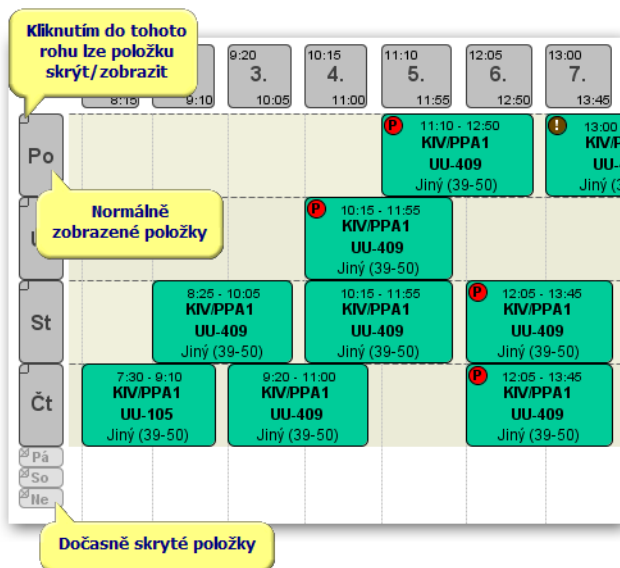 Kliknutím do tohoto
rohu lze položku
skrýt/zobrazit
8:15
9:10
9:20
3.
10:05
10:15
4.
11:00
11:10
5.
11:55
12:05
6.
12:50
13:00
7.
13:45
Po
P 11:10 - 12:50
KIV/PPA1
UU-409
Jiný (39-50)
! 13:00
KIV/P
UU-
Jiný (3
Normálně
zobrazené položky
P 10:15 - 11:55
KIV/PPA1
UU-409
Jiný (39-50)
St
8:25 - 10:05
KIV/PPA1
UU-409
Jiný (39-50)
10:15 - 11:55
KIV/PPA1
UU-409
Jiný (39-50)
P 12:05 - 13:45
KIV/PPA1
UU-409
Jiný (39-50)
Čt
7:30 - 9:10
KIV/PPA1
UU-105
Jiný (39-50)
9:20 - 11:00
KIV/PPA1
UU-409
Jiný (39-50)
P 12:05 - 13:45
KIV/PPA1
UU-409
Jiný (39-50)
Pá
So
Ne
Dočasně skryté položky